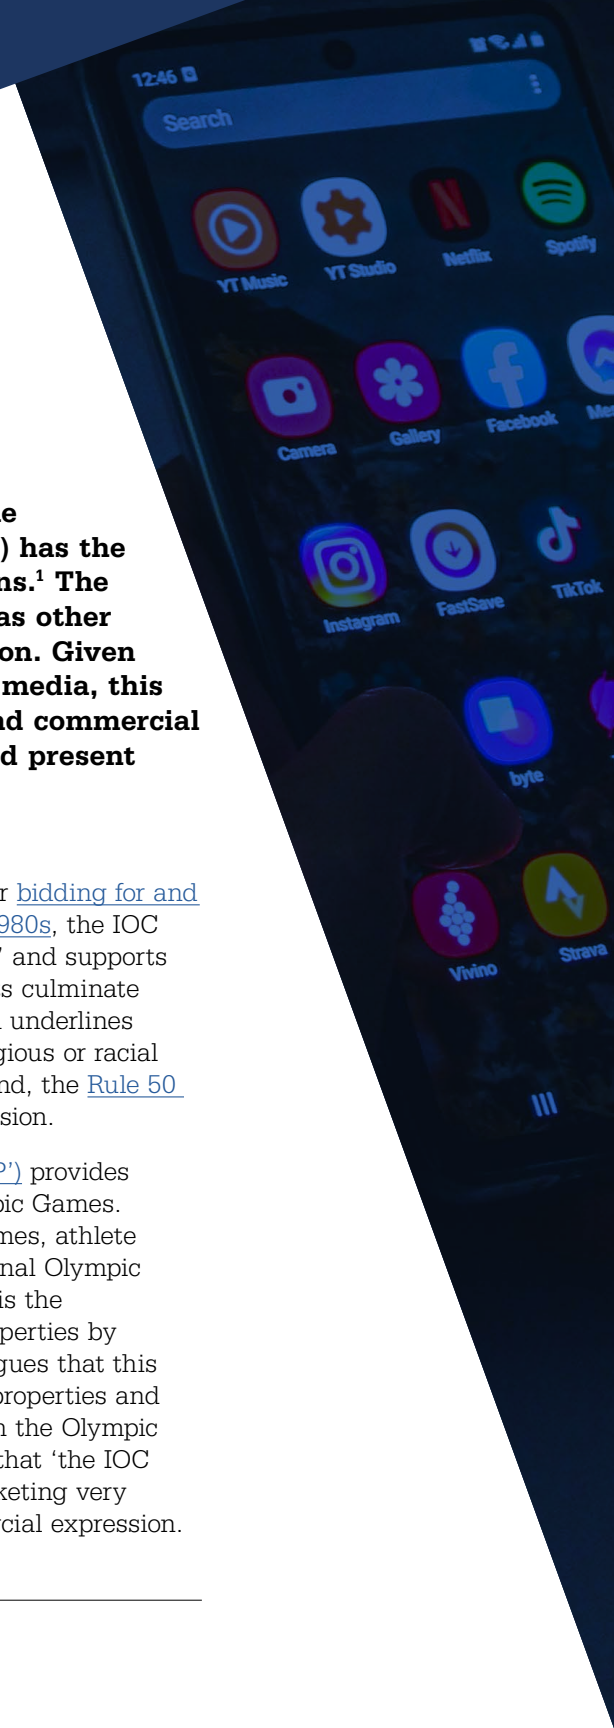 12:46
Search
YT Music
YT Studio
Netflix
Spotify
Camera
Gallery
Facebook
Instagram
FastSave
TikTok
byte
Vivino
Strava
e
) has the
ns.¹ The
as other
on. Given
media, this
nd commercial
d present
r bidding for and
980s, the IOC
’ and supports
s culminate
underlines
gious or racial
nd, the Rule 50
sion.
P’) provides
pic Games.
mes, athlete
nal Olympic
is the
perties by
gues that this
properties and
n the Olympic
that ‘the IOC
keting very
cial expression.